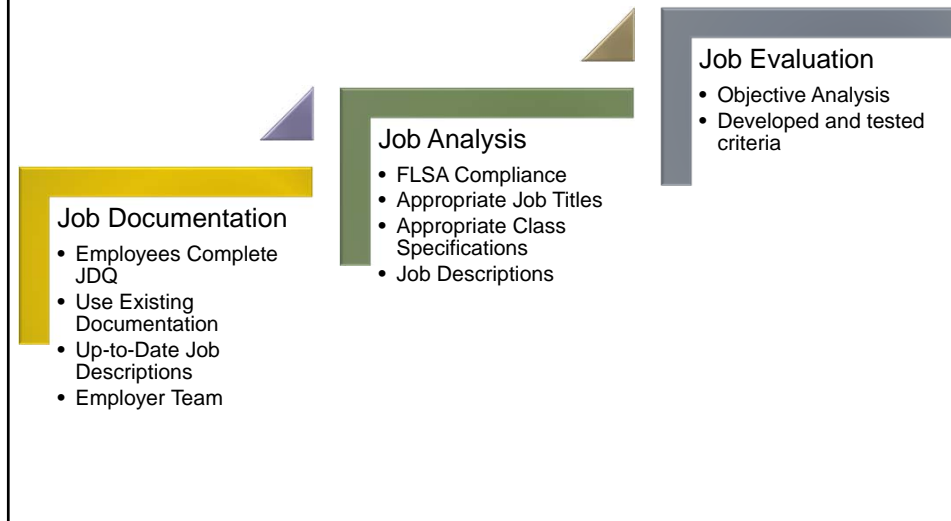 Job Documentation
• Employees Complete
JDQ
• Use Existing
Documentation
• Up-to-Date Job
Descriptions
• Employer Team
Job Analysis
• FLSA Compliance
• Appropriate Job Titles
• Appropriate Class
Specifications
• Job Descriptions
Job Evaluation
• Objective Analysis
• Developed and tested
criteria